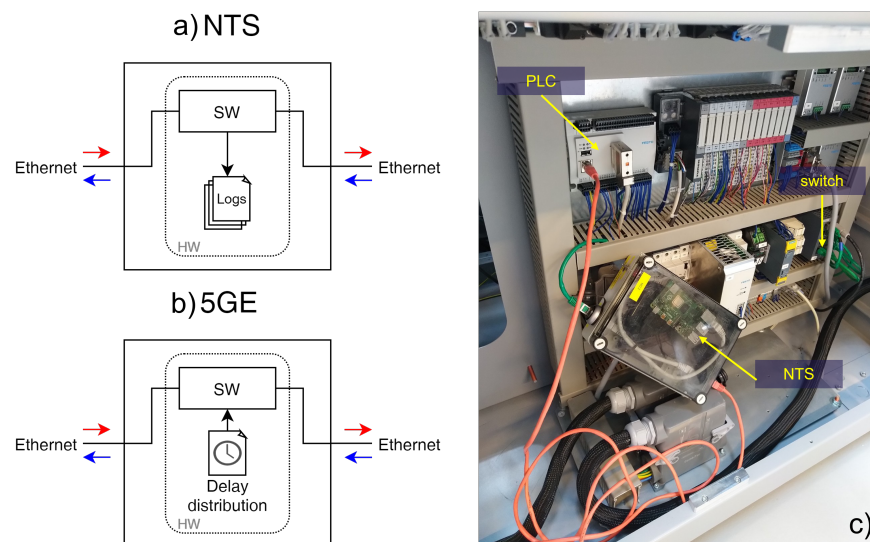 a) NTS
SW
Ethernet
Ethernet
Logs
HW
b) 5GE
SW
Ethernet
Ethernet
Delay
distribution
HW
PLC
switch
NTS
c)